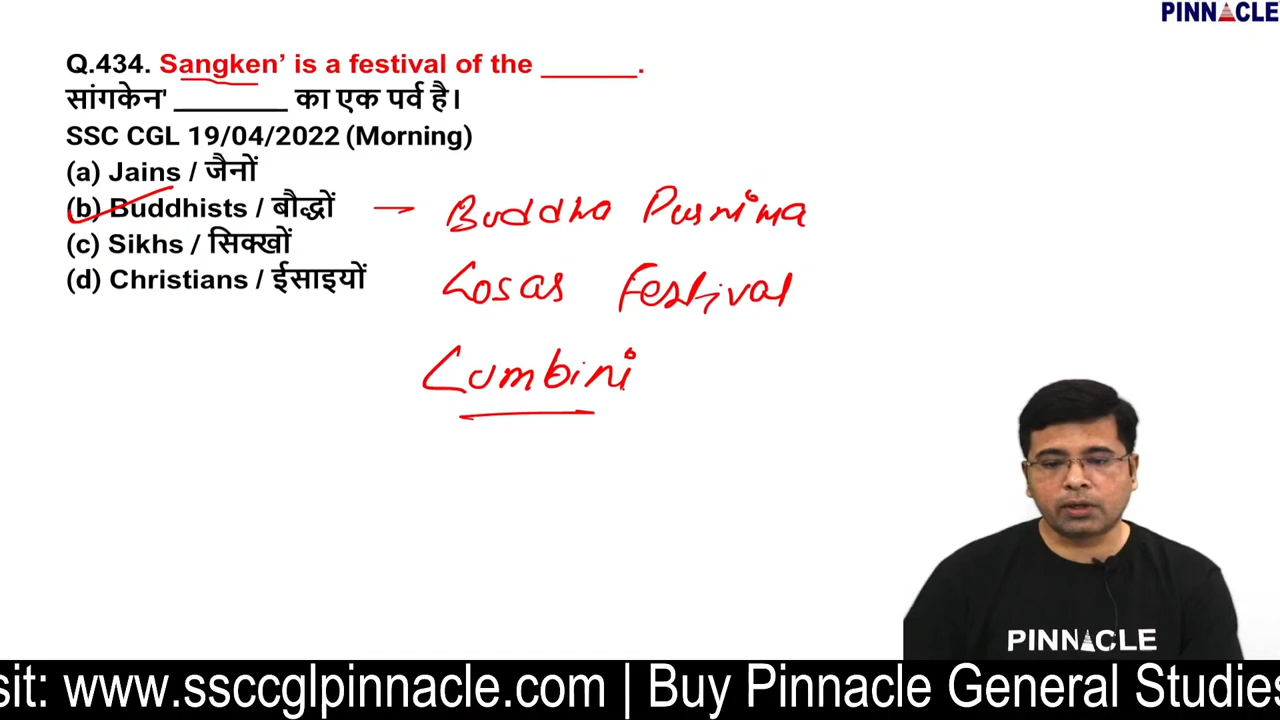 PINNACLE
Q.434. Sangken’ is a festival of the ______.
सांगकेन' ________ का एक पर्व है।
SSC CGL 19/04/2022 (Morning)
(a) Jains / जैनों
(b) Buddhists / बौद्धों → Buddha Purnima
(c) Sikhs / सिक्खों
(d) Christians / ईसाइयों
Losar Festival
Lumbini
PINNACLE
sit: www.ssccglpinnacle.com | Buy Pinnacle General Studies